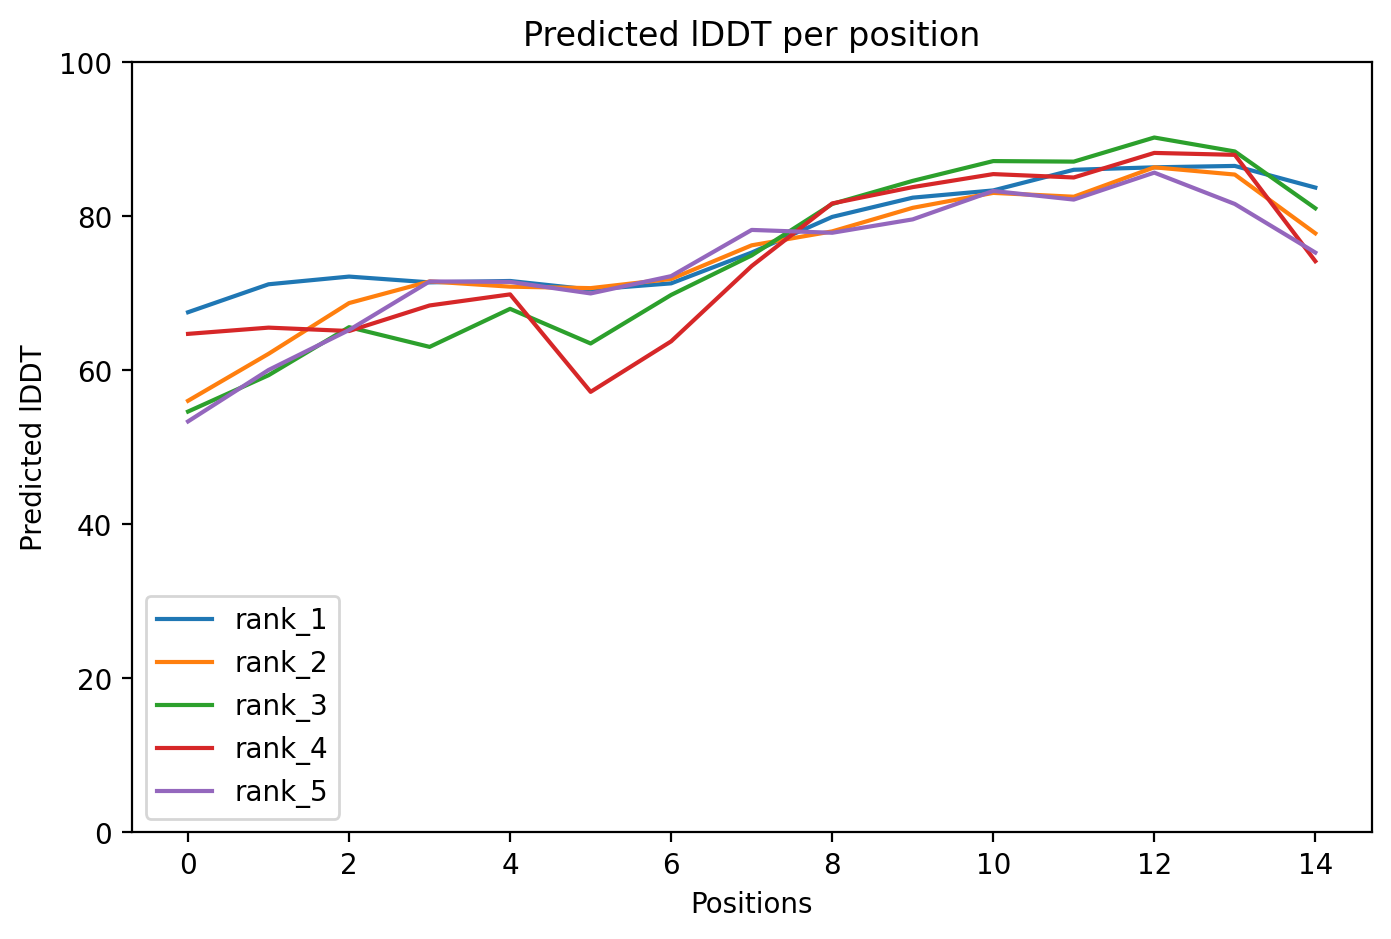 Predicted lDDT per position
100
80
60
40
20
0
Predicted lDDT
rank_1
rank_2
rank_3
rank_4
rank_5
0 2 4 6 8 10 12 14
Positions